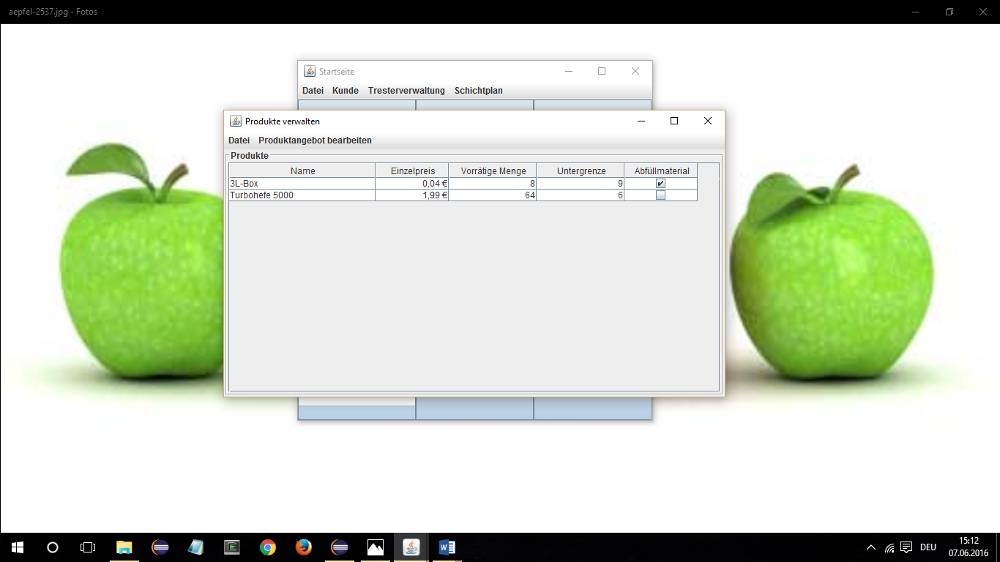 aepfel-2537.jpg - Fotos
Startseite
Datei Kunde Tresterverwaltung Schichtplan
Produkte verwalten
Datei Produktangebot bearbeiten
Produkte
Name Einzelpreis Vorrätige Menge Untergrenze Abfüllmaterial
3L-Box 0,04 € 8 9
Turbohefe 5000 1,99 € 64 6
DEU
15:12
07.06.2016